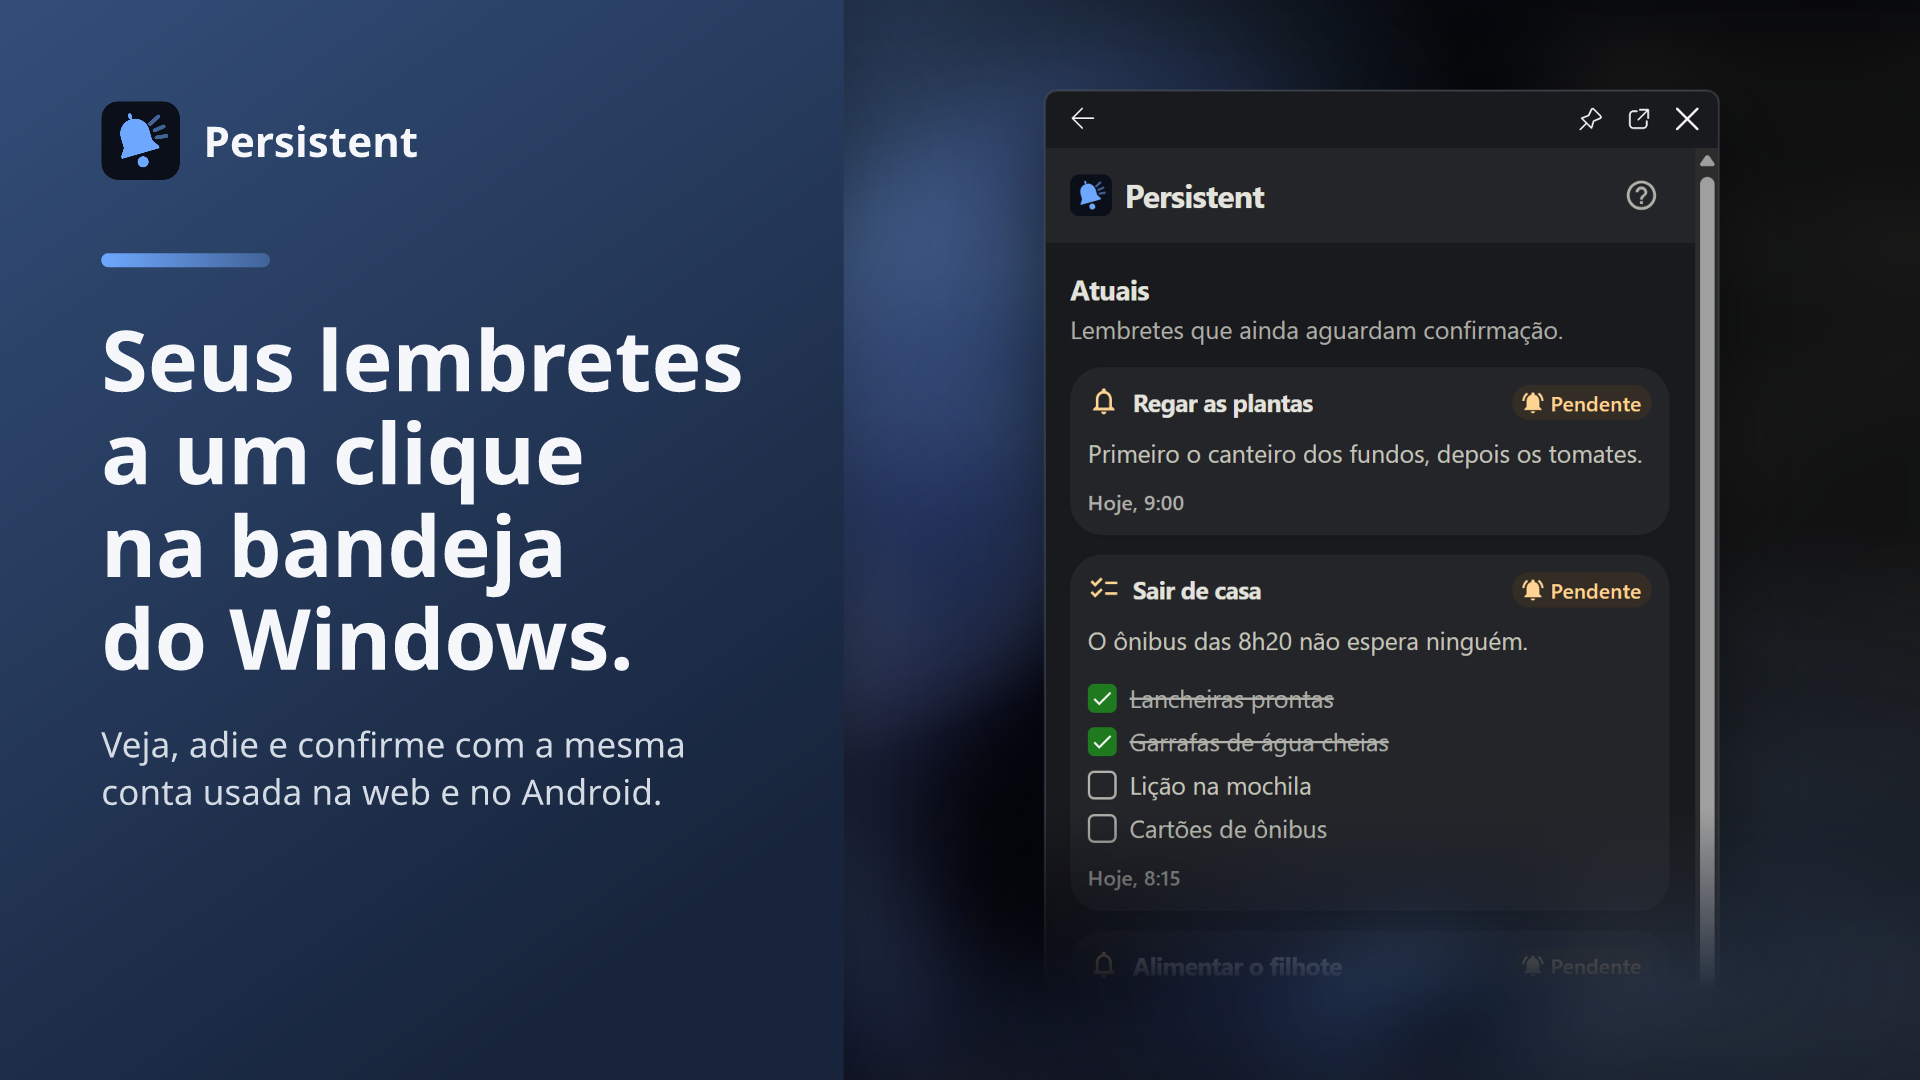 Persistent
Seus lembretes
a um clique
na bandeja
do Windows.
Veja, adie e confirme com a mesma
conta usada na web e no Android.
Persistent
Atuais
Lembretes que ainda aguardam confirmação.
Regar as plantas
Pendente
Primeiro o canteiro dos fundos, depois os tomates.
Hoje, 9:00
Sair de casa
Pendente
O ônibus das 8h20 não espera ninguém.
Lancheiras prontas
Garrafas de água cheias
Lição na mochila
Cartões de ônibus
Hoje, 8:15
Alimentar o filhote
Pendente